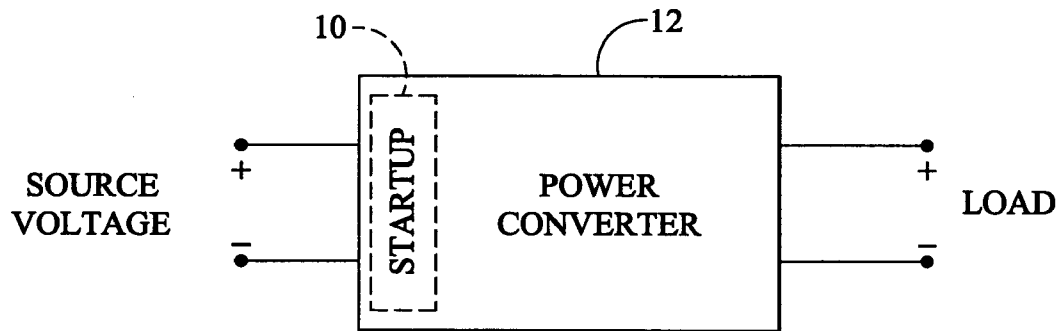 10
12
+
SOURCE
VOLTAGE
−
STARTUP
POWER
CONVERTER
+
LOAD
−